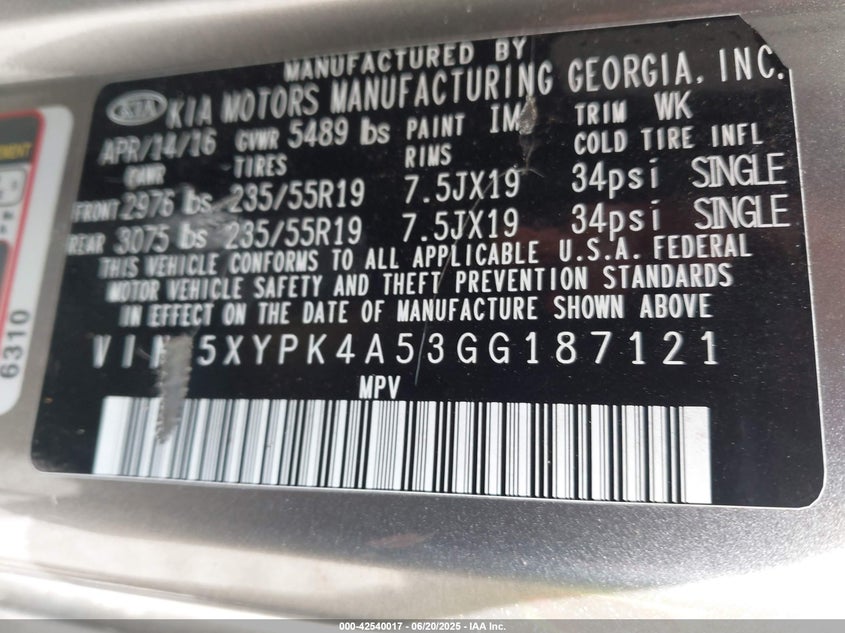 MANUFACTURED BY
KIA KIA MOTORS MANUFACTURING GEORGIA, INC.
APR/14/16 GVWR 5489 lbs PAINT IM TRIM WK
GAWR TIRES RIMS COLD TIRE INFL
FRONT 2976 lbs 235/55R19 7.5JX19 34psi SINGLE
REAR 3075 lbs 235/55R19 7.5JX19 34psi SINGLE
THIS VEHICLE CONFORMS TO ALL APPLICABLE U.S.A. FEDERAL
MOTOR VEHICLE SAFETY AND THEFT PREVENTION STANDARDS
IN EFFECT ON THE DATE OF MANUFACTURE SHOWN ABOVE
VIN 5XYPK4A53GG187121
MPV
6310
000-42540017 - 06/20/2025 - IAA Inc.